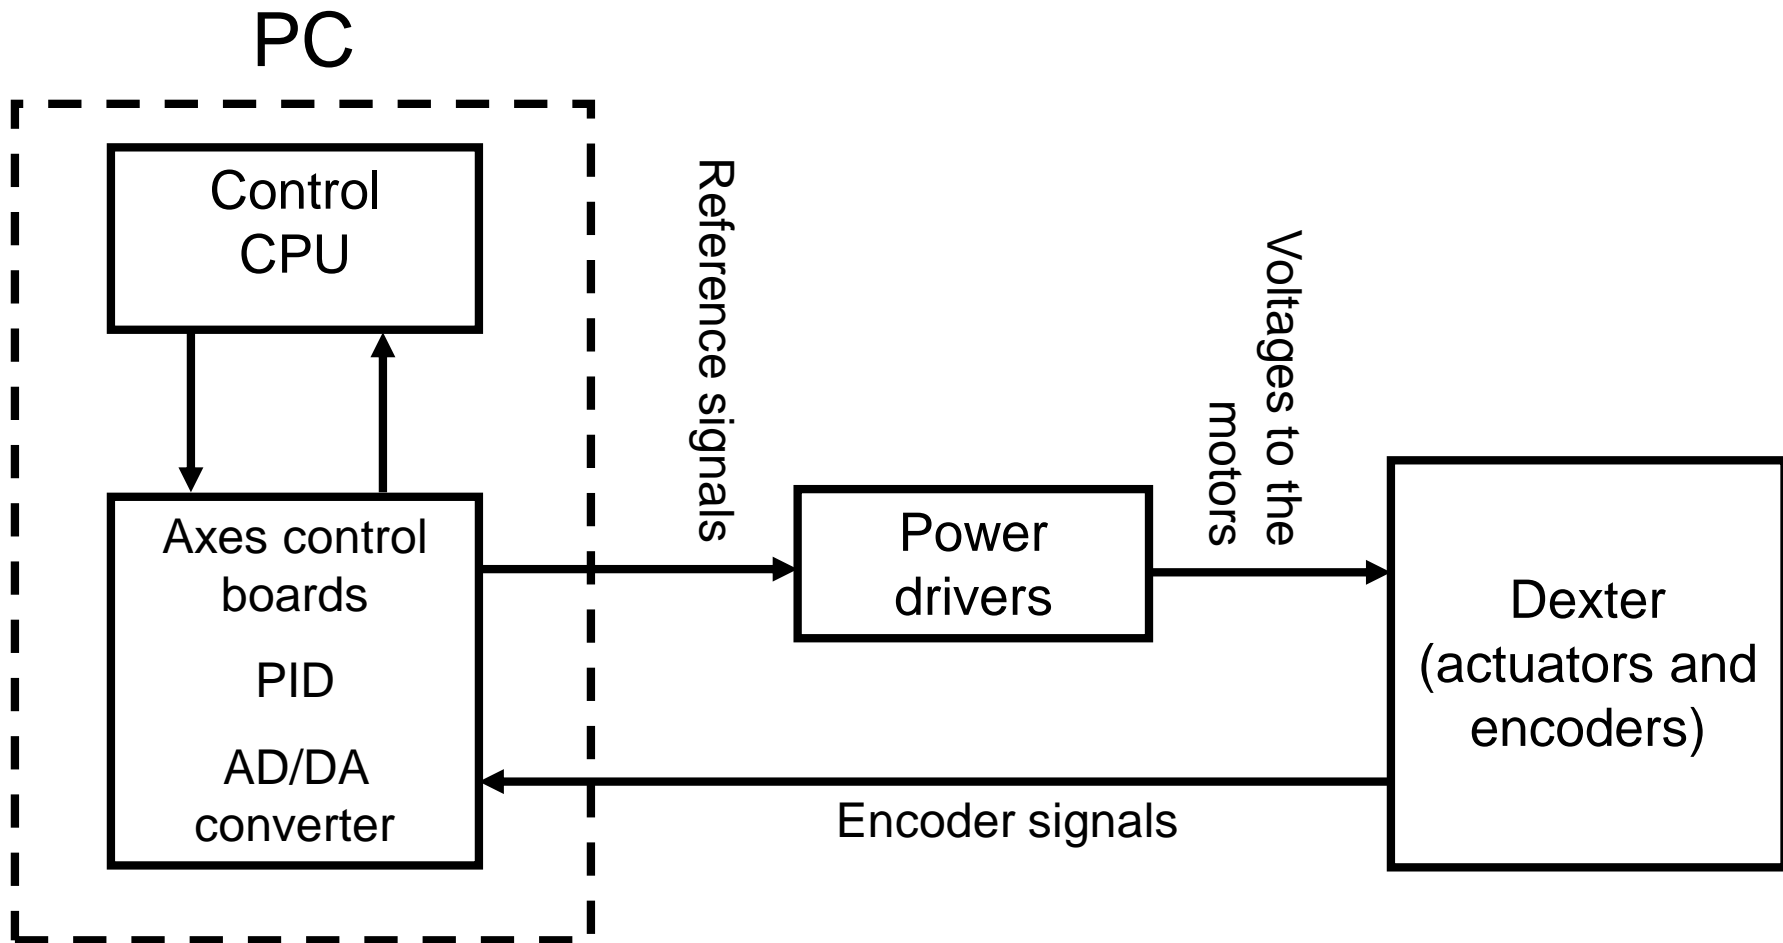 PC
Control
CPU
Axes control
boards
PID
AD/DA
converter
Reference signals
Power
drivers
Voltages to the
motors
Dexter
(actuators and
encoders)
Encoder signals